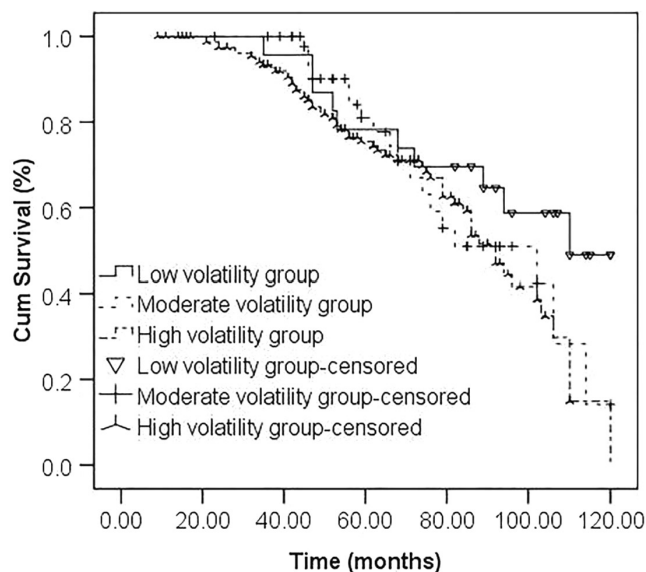 1.0
0.8
0.6
0.4
0.2
0.0
Cum Survival (%)
Low volatility group
Moderate volatility group
High volatility group
Low volatility group-censored
Moderate volatility group-censored
High volatility group-censored
0.00 20.00 40.00 60.00 80.00 100.00 120.00
Time (months)